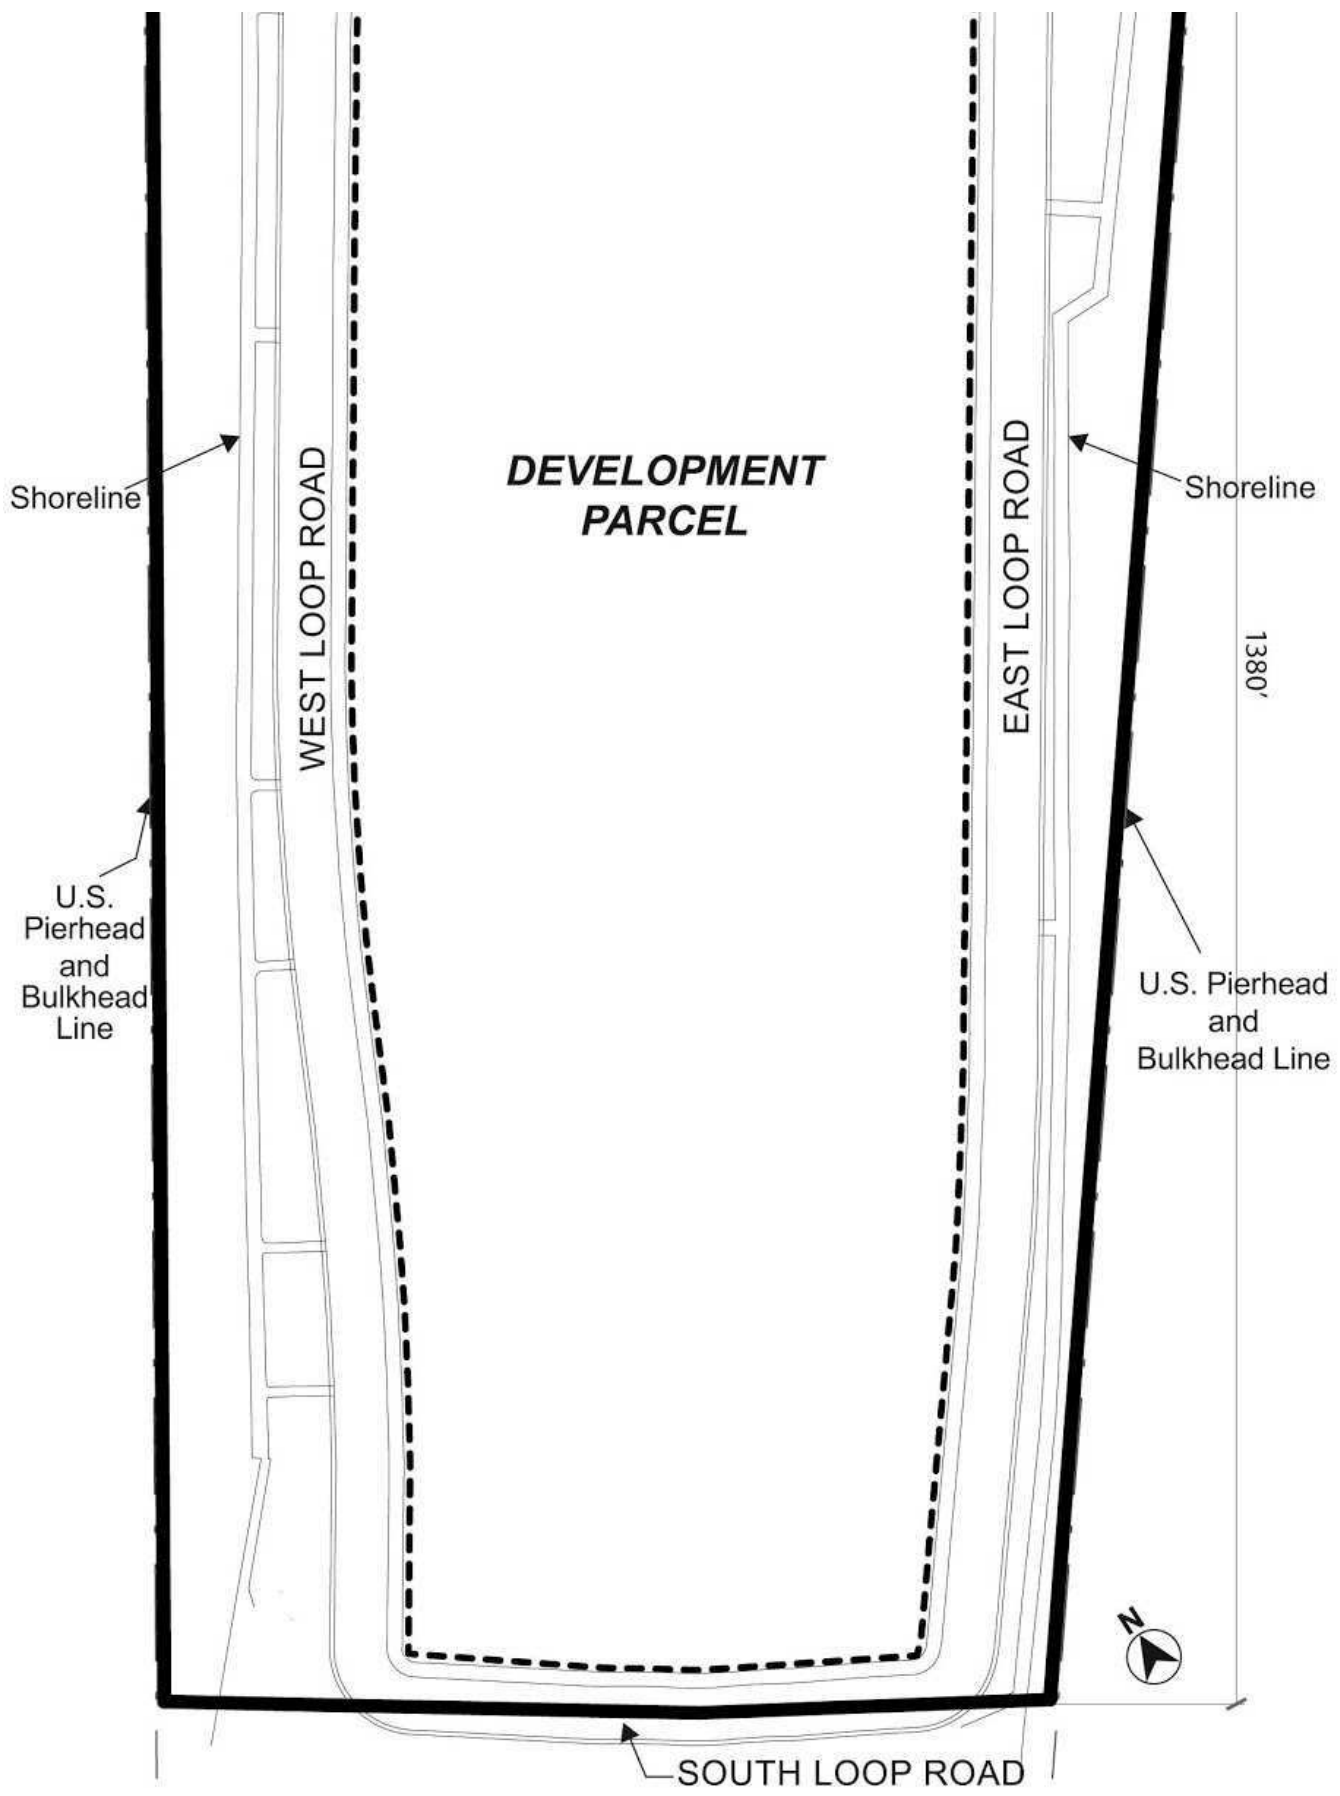 DEVELOPMENT
PARCEL
WEST LOOP ROAD
EAST LOOP ROAD
Shoreline
Shoreline
1380'
U.S.
Pierhead
and
Bulkhead
Line
U.S. Pierhead
and
Bulkhead Line
N
SOUTH LOOP ROAD